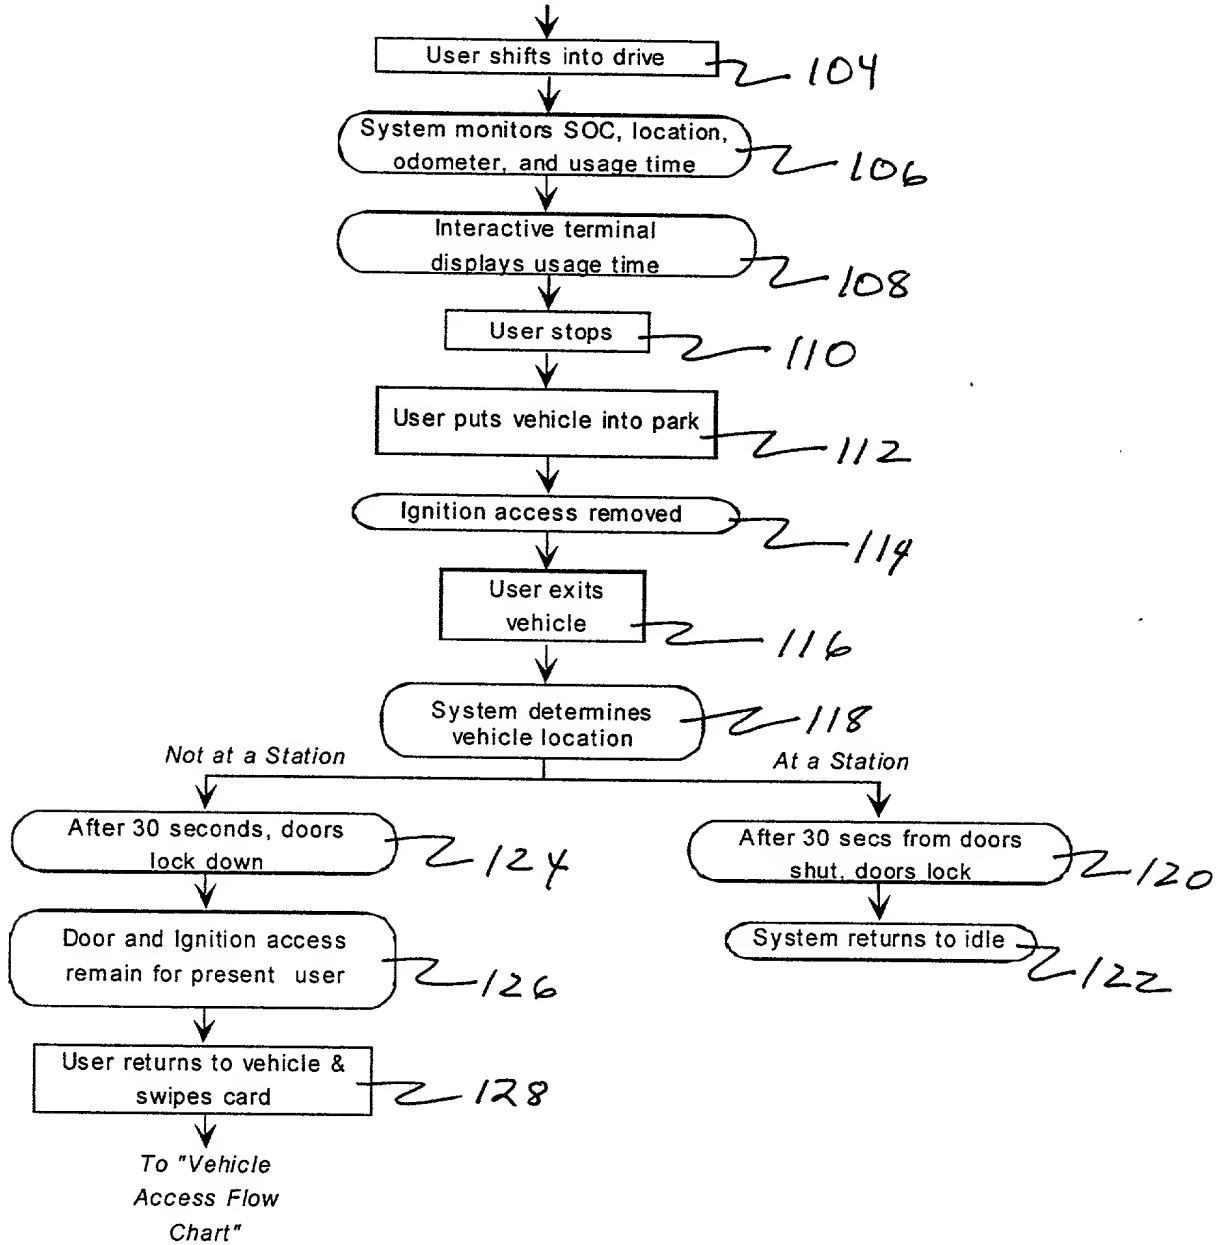 User shifts into drive
104
System monitors SOC, location,
odometer, and usage time
106
Interactive terminal
displays usage time
108
User stops
110
User puts vehicle into park
112
Ignition access removed
114
User exits
vehicle
116
System determines
vehicle location
118
Not at a Station
At a Station
After 30 seconds, doors
lock down
124
After 30 secs from doors
shut, doors lock
120
Door and Ignition access
remain for present user
126
System returns to idle
122
User returns to vehicle &
swipes card
128
To "Vehicle
Access Flow
Chart"